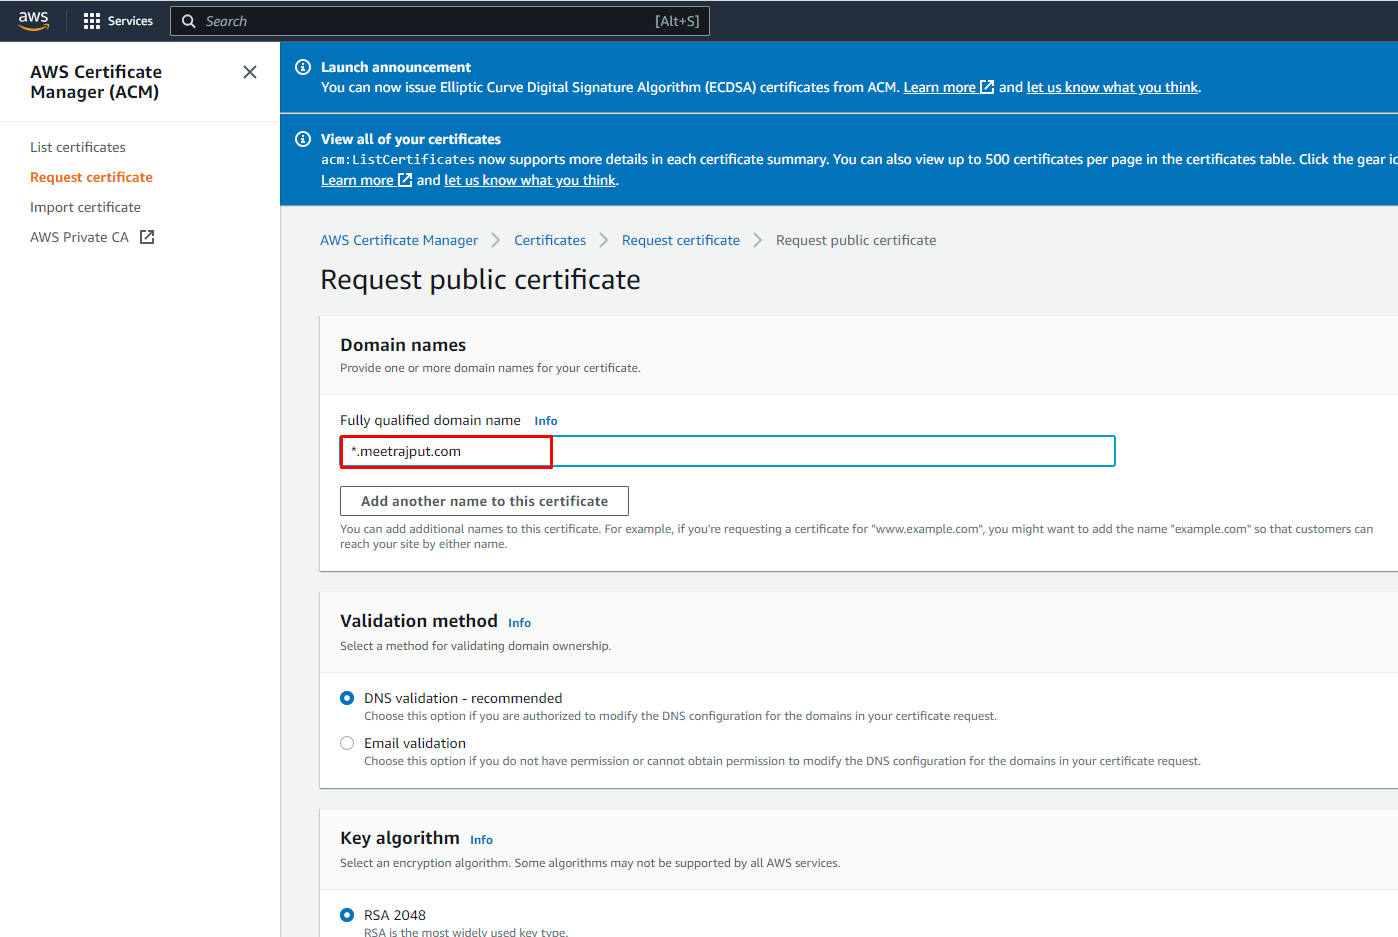 aws
Services
Search
[Alt+S]
AWS Certificate
Manager (ACM)
List certificates
Request certificate
Import certificate
AWS Private CA
Launch announcement
You can now issue Elliptic Curve Digital Signature Algorithm (ECDSA) certificates from ACM. Learn more and let us know what you think.
View all of your certificates
acm:ListCertificates now supports more details in each certificate summary. You can also view up to 500 certificates per page in the certificates table. Click the gear
Learn more and let us know what you think.
AWS Certificate Manager > Certificates > Request certificate > Request public certificate
Request public certificate
Domain names
Provide one or more domain names for your certificate.
Fully qualified domain name Info
*.meetrajput.com
Add another name to this certificate
You can add additional names to this certificate. For example, if you're requesting a certificate for "www.example.com", you might want to add the name "example.com" so that customers can
reach your site by either name.
Validation method Info
Select a method for validating domain ownership.
DNS validation - recommended
Choose this option if you are authorized to modify the DNS configuration for the domains in your certificate request.
Email validation
Choose this option if you do not have permission or cannot obtain permission to modify the DNS configuration for the domains in your certificate request.
Key algorithm Info
Select an encryption algorithm. Some algorithms may not be supported by all AWS services.
RSA 2048
RSA is the most widely used key type.